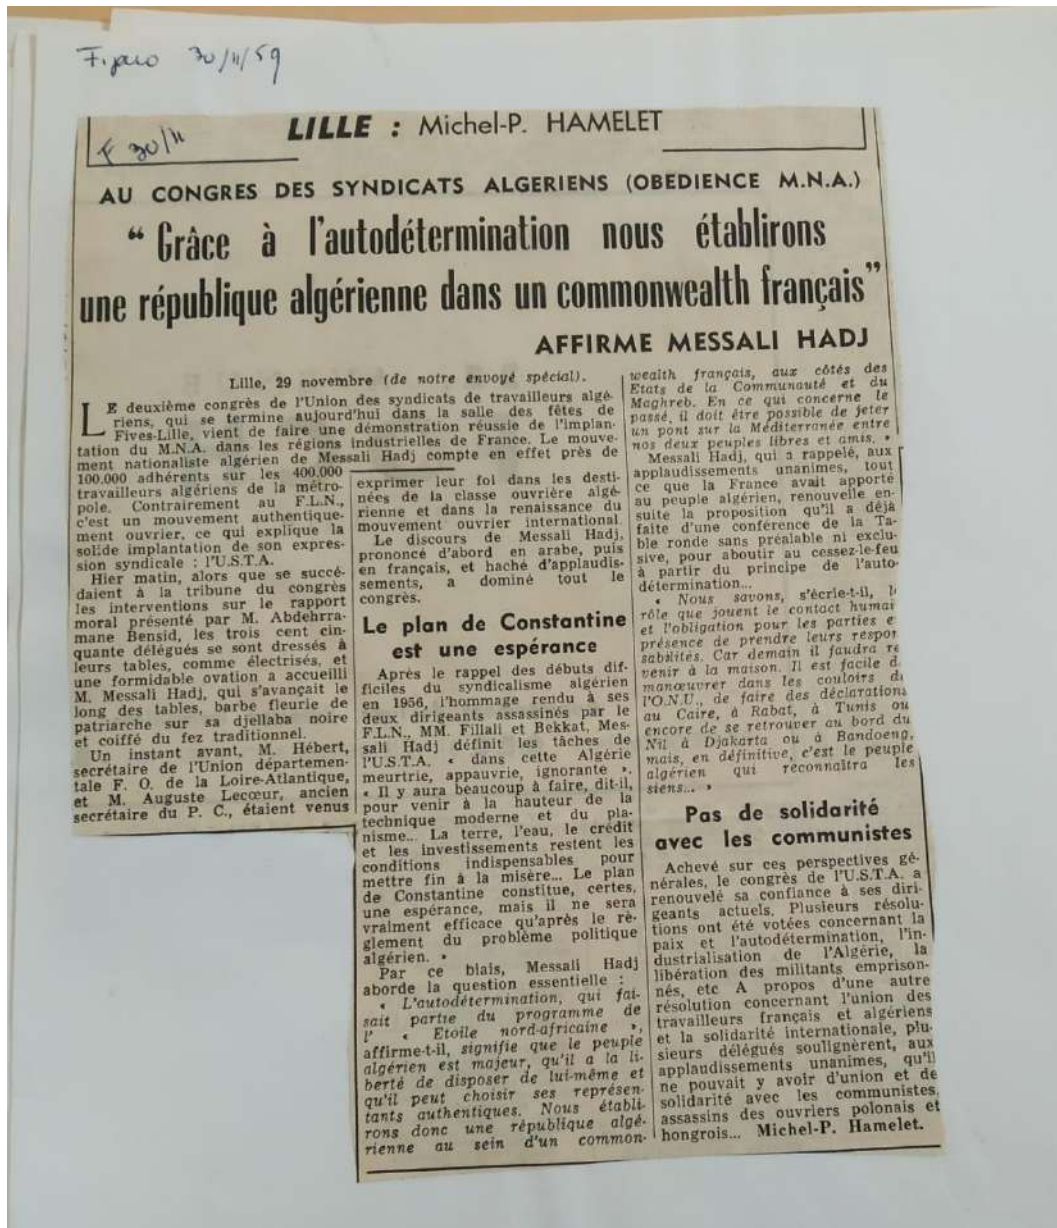 Figaro 30/11/59
F 30/11
LILLE : Michel-P. HAMELET
AU CONGRES DES SYNDICATS ALGERIENS (OBEDIENCE M.N.A.)
“ Grâce à l'autodétermination nous établirons
une république algérienne dans un commonwealth français”
AFFIRME MESSALI HADJ
Lille, 29 novembre (de notre envoyé spécial).
LE deuxième congrès de l'Union des syndicats de travailleurs algé-
riens, qui se termine aujourd'hui dans la salle des fêtes de
Fives-Lille, vient de faire une démonstration réussie de l'implan-
tation du M.N.A. dans les régions industrielles de France. Le mouve-
ment nationaliste algérien de Messali Hadj compte en effet près de
100.000 adhérents sur les 400.000
travailleurs algériens de la métro-
pole. Contrairement au F.L.N.,
c'est un mouvement authentique-
ment ouvrier, ce qui explique la
solide implantation de son expres-
sion syndicale : l'U.S.T.A.
Hier matin, alors que se succé-
daient à la tribune du congrès
les interventions sur le rapport
moral présenté par M. Abdehrra-
mane Bensid, les trois cent cin-
quante délégués se sont dressés à
leurs tables, comme électrisés, et
une formidable ovation a accueilli
M. Messali Hadj, qui s'avançait le
long des tables, barbe fleurie de
patriarche sur sa djellaba noire
et coiffé du fez traditionnel.
Un instant avant, M. Hébert,
secrétaire de l'Union départemen-
tale F. O. de la Loire-Atlantique,
et M. Auguste Lecœur, ancien
secrétaire du P. C., étaient venus
exprimer leur foi dans les desti-
nées de la classe ouvrière algé-
rienne et dans la renaissance du
mouvement ouvrier international.
Le discours de Messali Hadj,
prononcé d'abord en arabe, puis
en français, et haché d'applaudis-
sements, a dominé tout le
congrès.
Le plan de Constantine
est une espérance
Après le rappel des débuts dif-
ficiles du syndicalisme algérien
en 1956, l'hommage rendu à ses
deux dirigeants assassinés par le
F.L.N., MM. Fillali et Bekkat, Mes-
sali Hadj définit les tâches de
l'U.S.T.A. « dans cette Algérie
meurtrie, appauvrie, ignorante ».
« Il y aura beaucoup à faire, dit-il,
pour venir à la hauteur de la
technique moderne et du pla-
nisme... La terre, l'eau, le crédit
et les investissements restent les
conditions indispensables pour
mettre fin à la misère... Le plan
de Constantine constitue, certes,
une espérance, mais il ne sera
vraiment efficace qu'après le rè-
glement du problème politique
algérien. »
Par ce biais, Messali Hadj
aborde la question essentielle :
« L'autodétermination, qui fai-
sait partie du programme de
l' « Etoile nord-africaine »,
affirme-t-il, signifie que le peuple
algérien est majeur, qu'il a la li-
berté de disposer de lui-même et
qu'il peut choisir ses représen-
tants authentiques. Nous établi-
rons donc une république algé-
rienne au sein d'un common-
wealth français, aux côtés des
Etats de la Communauté et du
Maghreb. En ce qui concerne le
passé, il doit être possible de jeter
un pont sur la Méditerranée entre
nos deux peuples libres et amis. »
Messali Hadj, qui a rappelé, aux
applaudissements unanimes, tout
ce que la France avait apporté
au peuple algérien, renouvelle en-
suite la proposition qu'il a déjà
faite d'une conférence de la Ta-
ble ronde sans préalable ni exclu-
sive, pour aboutir au cessez-le-feu
à partir du principe de l'auto-
détermination...
« Nous savons, s'écrie-t-il, l
rôle que jouent le contact humai
et l'obligation pour les parties e
présence de prendre leurs respon
sabilités. Car demain il faudra re
venir à la maison. Il est facile d
manœuvrer dans les couloirs d
l'O.N.U., de faire des déclarations
au Caire, à Rabat, à Tunis ou
encore de se retrouver au bord du
Nil à Djakarta ou à Bandoeng,
mais, en définitive, c'est le peuple
algérien qui reconnaîtra les
siens... »
Pas de solidarité
avec les communistes
Achevé sur ces perspectives gé-
nérales, le congrès de l'U.S.T.A. a
renouvelé sa confiance à ses diri-
geants actuels. Plusieurs résolu-
tions ont été votées concernant la
paix et l'autodétermination, l'in-
dustrialisation de l'Algérie, la
libération des militants emprison-
nés, etc A propos d'une autre
résolution concernant l'union des
travailleurs français et algériens
et la solidarité internationale, plu-
sieurs délégués soulignèrent, aux
applaudissements unanimes, qu'il
ne pouvait y avoir d'union et de
solidarité avec les communistes,
assassins des ouvriers polonais et
hongrois... Michel-P. Hamelet.